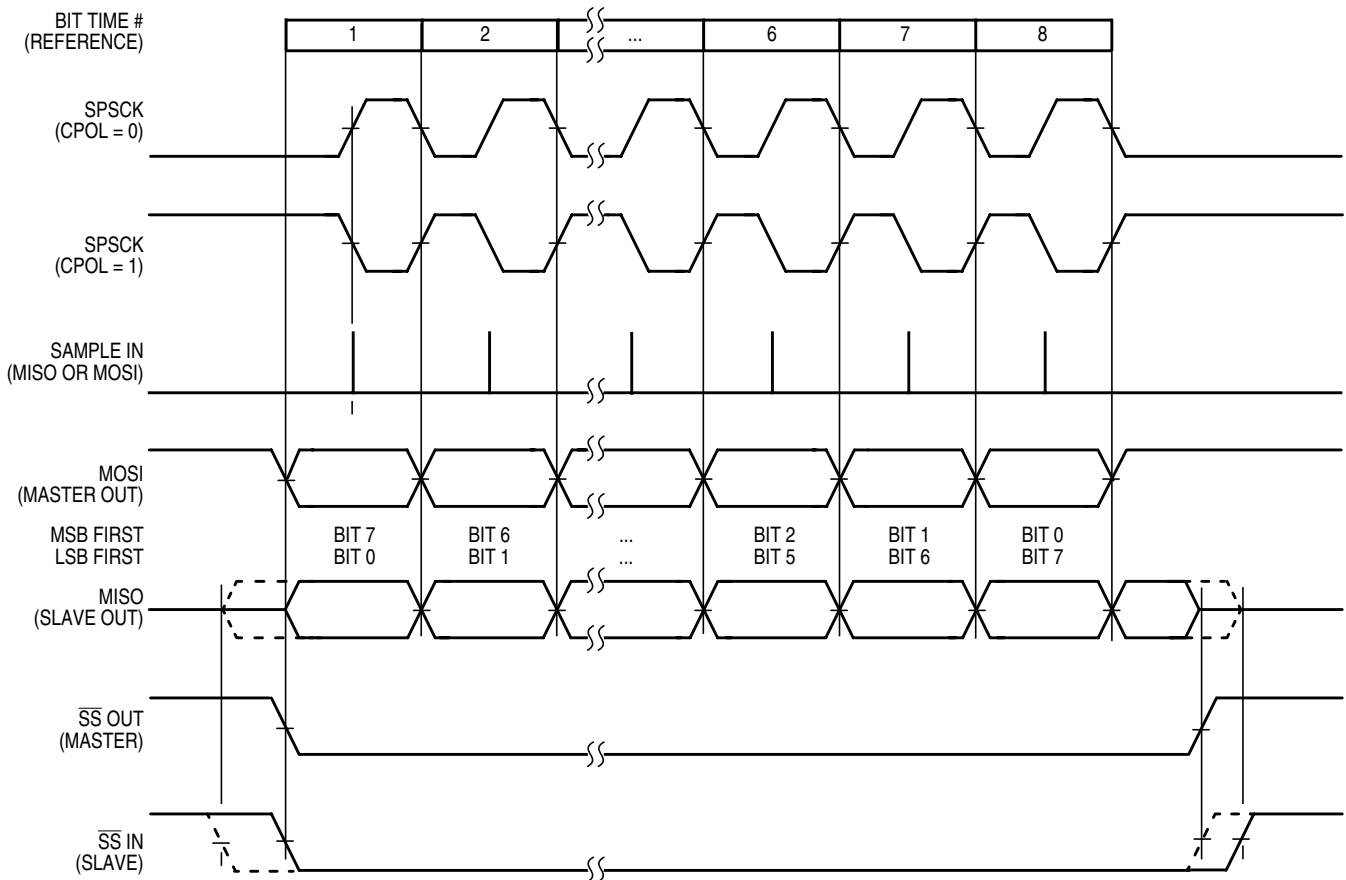 BIT TIME #
(REFERENCE)
1 2 ... 6 7 8
SPSCK
(CPOL = 0)
SPSCK
(CPOL = 1)
SAMPLE IN
(MISO OR MOSI)
MOSI
(MASTER OUT)
MSB FIRST BIT 7 BIT 6 ... BIT 2 BIT 1 BIT 0
LSB FIRST BIT 0 BIT 1 ... BIT 5 BIT 6 BIT 7
MISO
(SLAVE OUT)
S̅S̅ OUT
(MASTER)
S̅S̅ IN
(SLAVE)